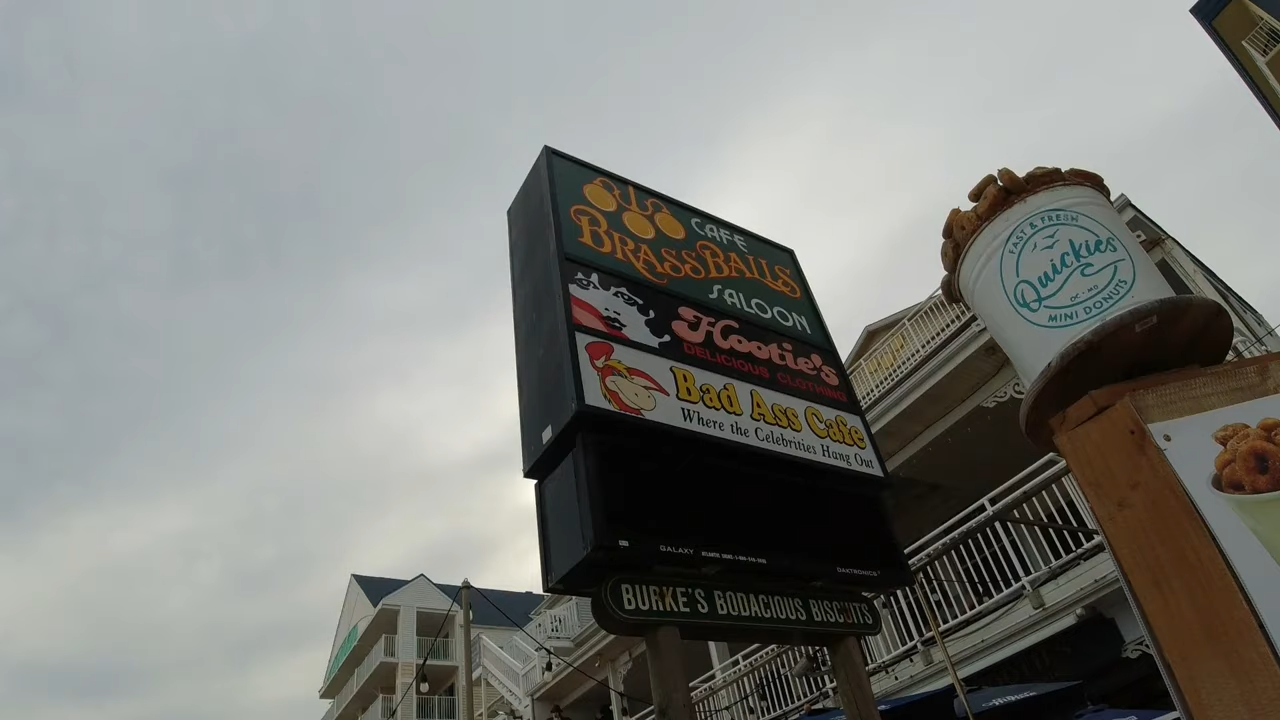 CAFE
BRASS BALLS
SALOON
Hootie's
DELICIOUS CLOTHING
Bad Ass Cafe
Where the Celebrities Hang Out
GALAXY
DAKTRONICS
BURKE'S BODACIOUS BISCUITS
FAST & FRESH
Quickies
OC • MD
MINI DONUTS